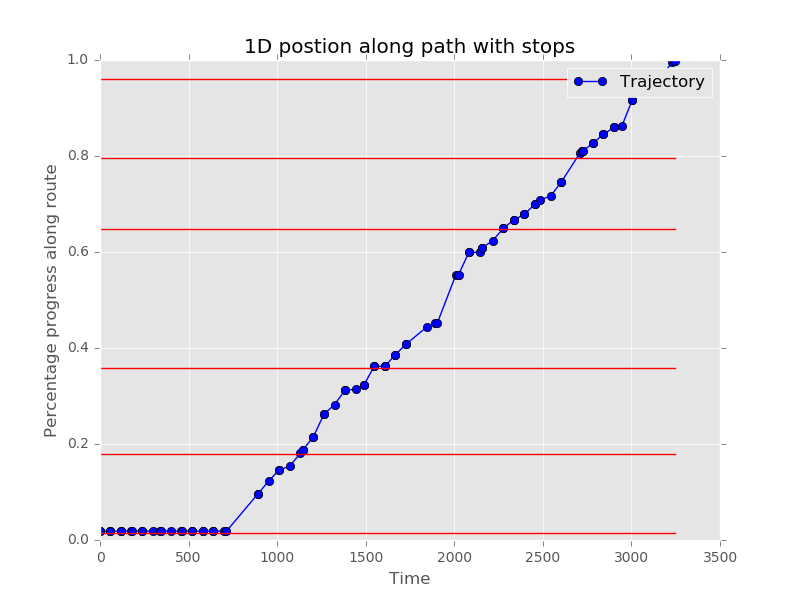 1D postion along path with stops
Trajectory
Percentage progress along route
1.0
0.8
0.6
0.4
0.2
0.0
0 500 1000 1500 2000 2500 3000 3500
Time